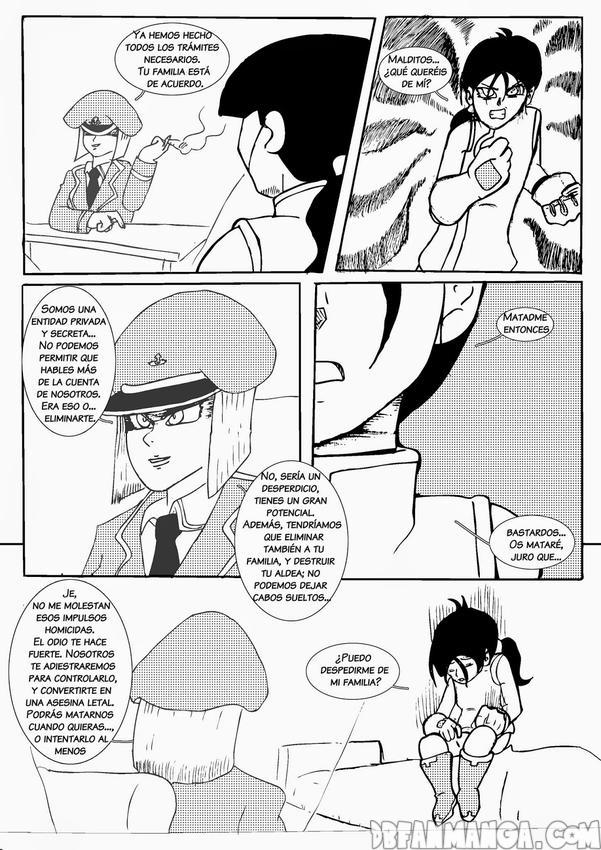 YA HEMOS HECHO
TODOS LOS TRÁMITES
NECESARIOS.
TU FAMILIA ESTÁ
DE ACUERDO.
MALDITOS...
¿QUÉ QUERÉIS
DE MÍ?
SOMOS UNA
ENTIDAD PRIVADA
Y SECRETA...
NO PODEMOS
PERMITIR QUE
HABLES MÁS
DE LA CUENTA
DE NOSOTROS.
ERA ESO O...
ELIMINARTE.
MATADME
ENTONCES
NO, SERÍA UN
DESPERDICIO,
TIENES UN GRAN
POTENCIAL.
ADEMÁS, TENDRÍAMOS
QUE ELIMINAR
TAMBIÉN A TU
FAMILIA, Y DESTRUIR
TU ALDEA; NO
PODEMOS DEJAR
CABOS SUELTOS...
BASTARDOS...
OS MATARÉ,
JURO QUE...
JE,
NO ME MOLESTAN
ESOS IMPULSOS
HOMICIDAS.
EL ODIO TE HACE
FUERTE. NOSOTROS
TE ADIESTRAREMOS
PARA CONTROLARLO,
Y CONVERTIRTE EN
UNA ASESINA LETAL.
PODRÁS MATARNOS
CUANDO QUIERAS...,
O INTENTARLO AL
MENOS
¿PUEDO
DESPEDIRME DE
MI FAMILIA?
DBFANMANGA.COM